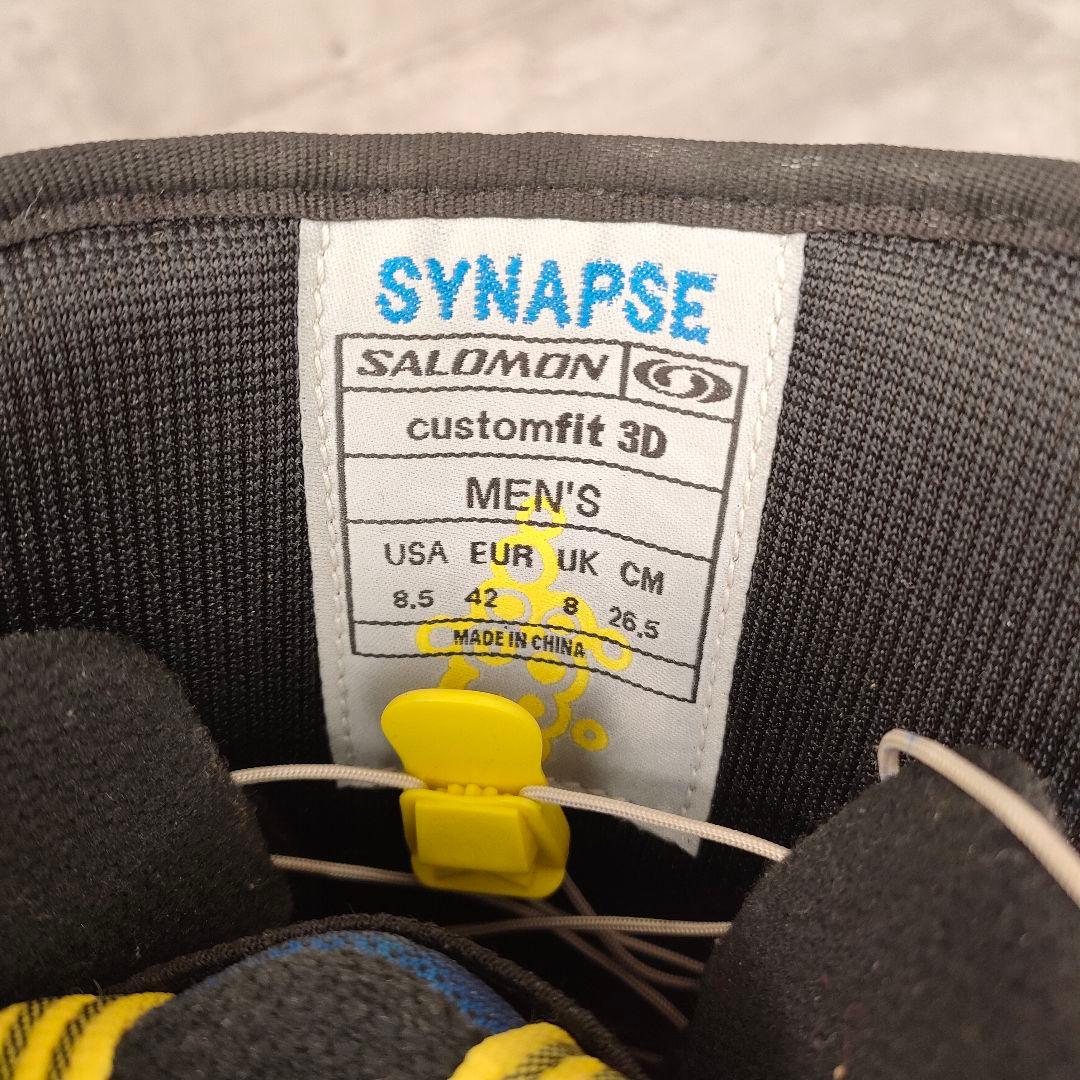 SYNAPSE
SALOMON
customfit 3D
MEN'S
USA EUR UK CM
8.5 42 8 26.5
MADE IN CHINA